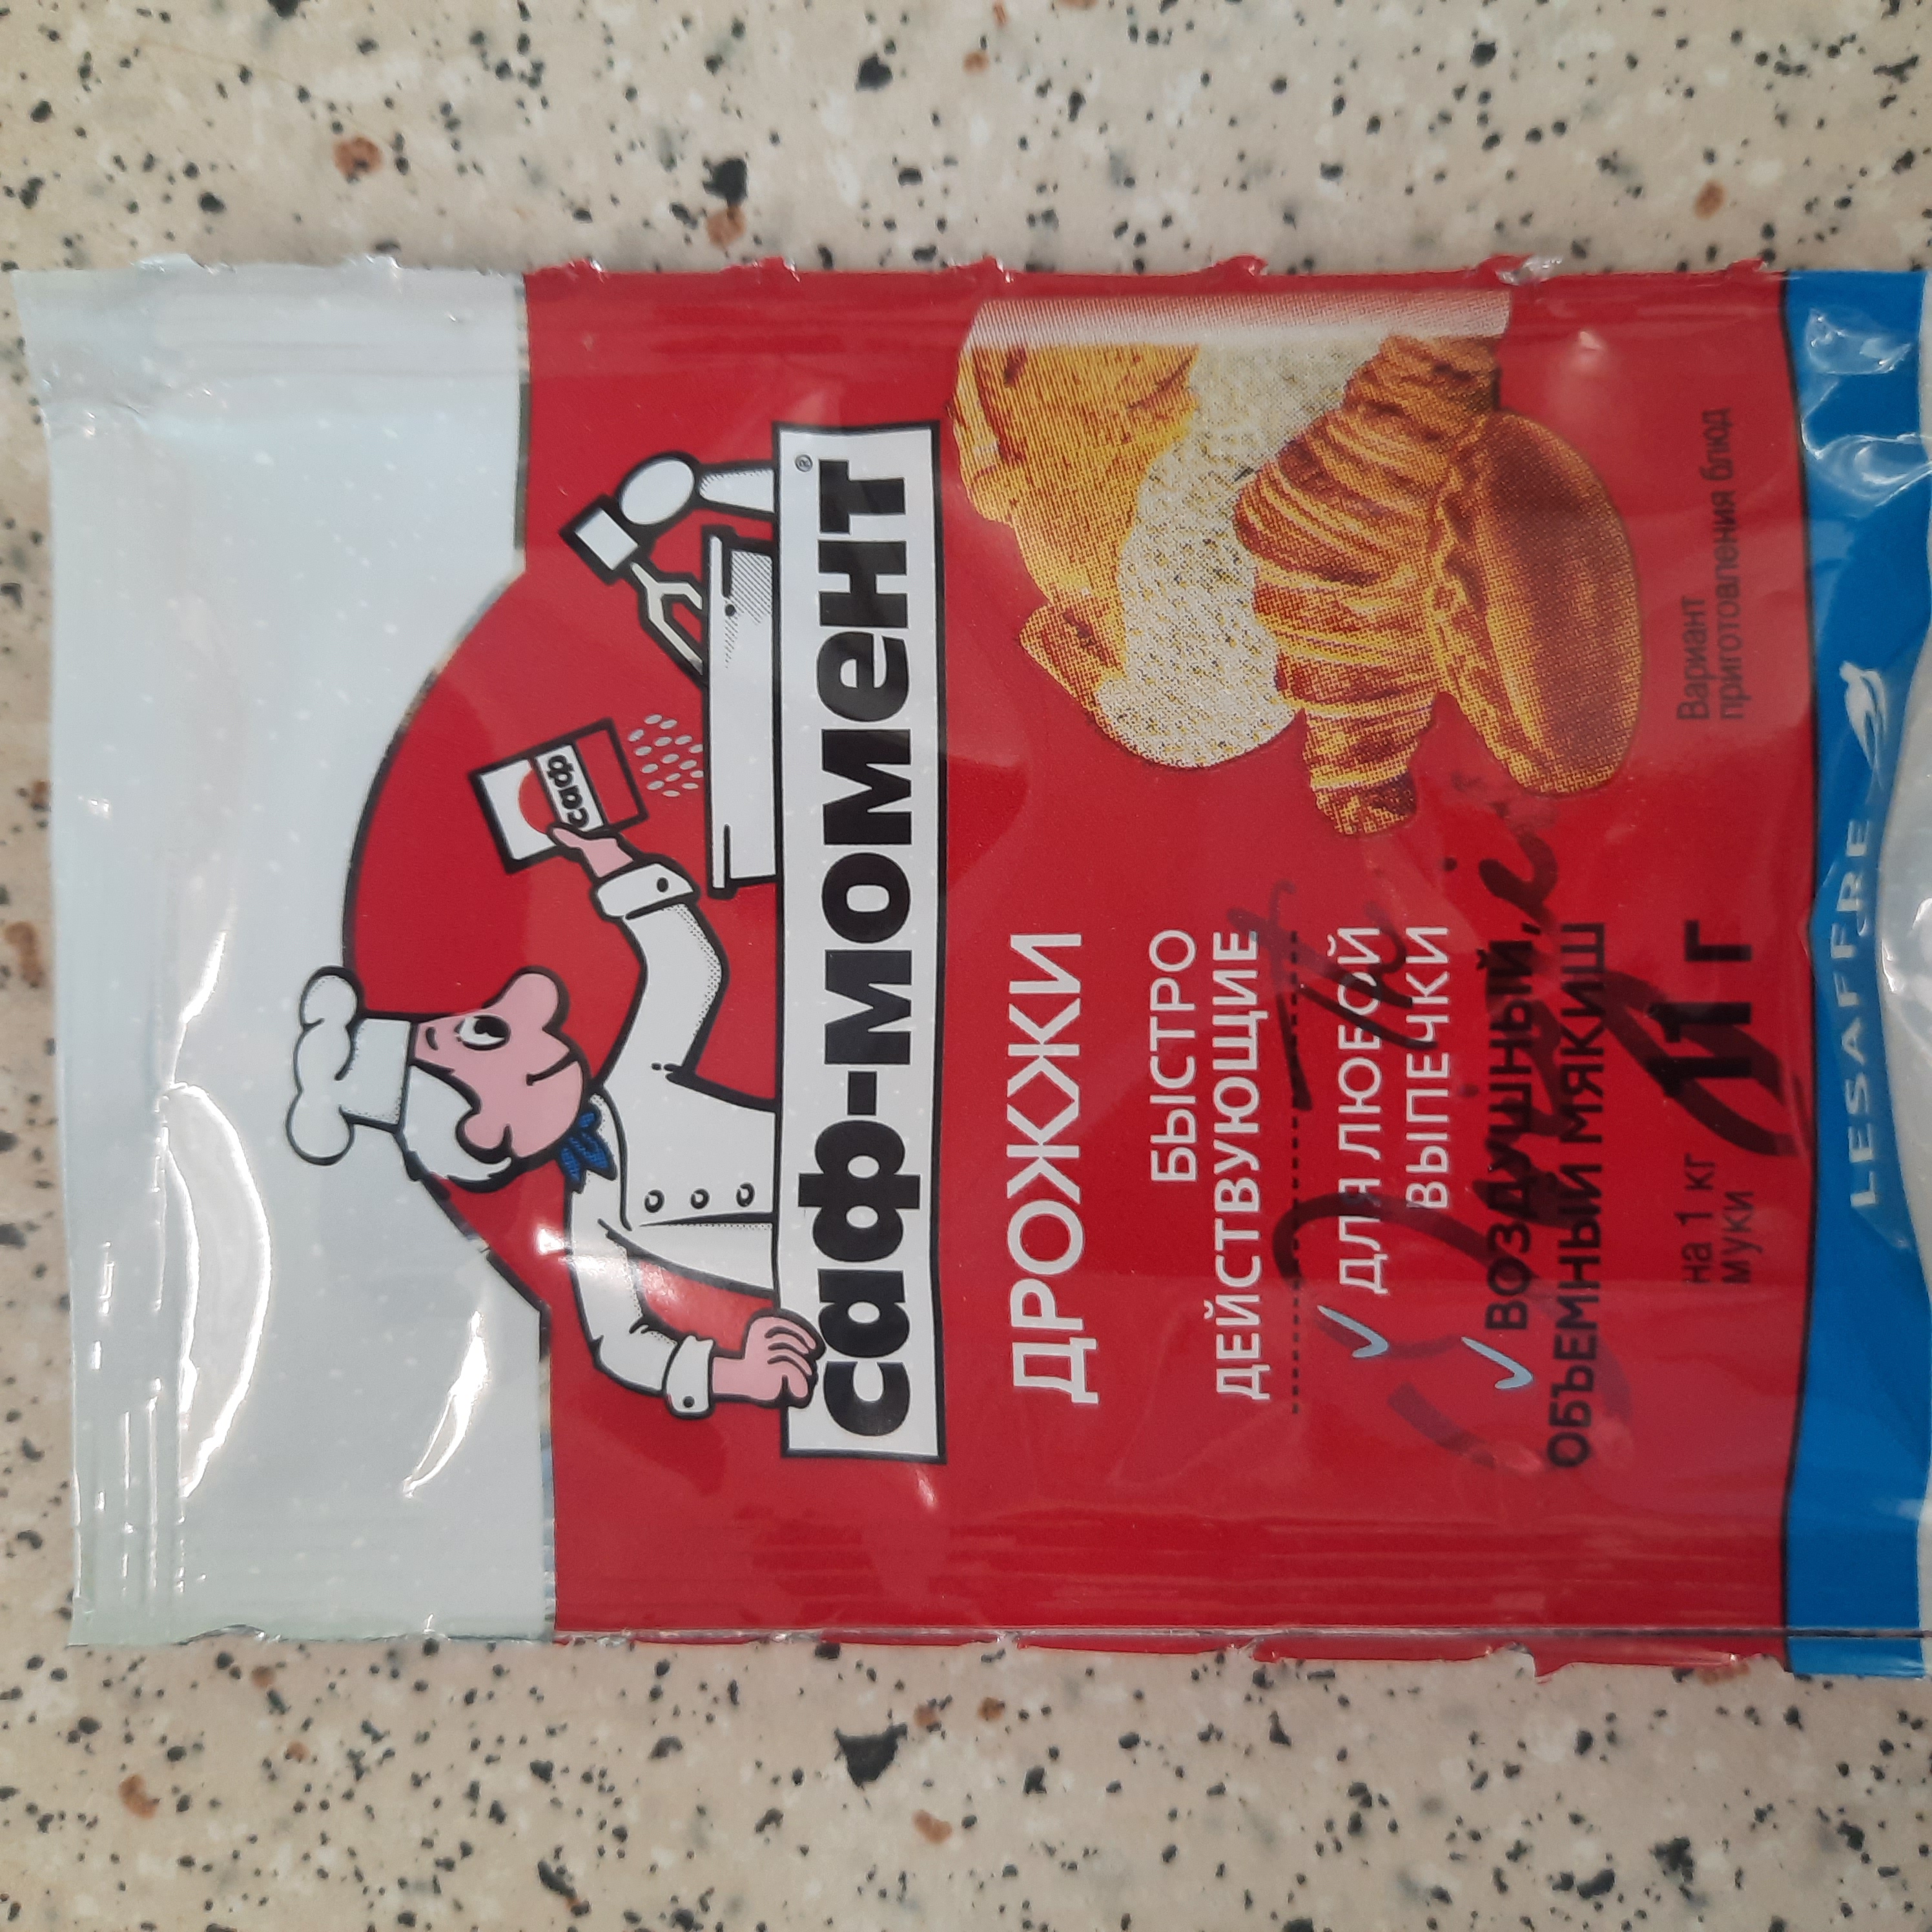 саф
саф-момент®
ДРОЖЖИ
БЫСТРО
ДЕЙСТВУЮЩИЕ
ДЛЯ ЛЮБОЙ
ВЫПЕЧКИ
ВОЗДУШНЫЙ,
ОБЪЕМНЫЙ МЯКИШ
на 1 кг
муки
11 г
Вариант
приготовления блюд
LESAFFRE